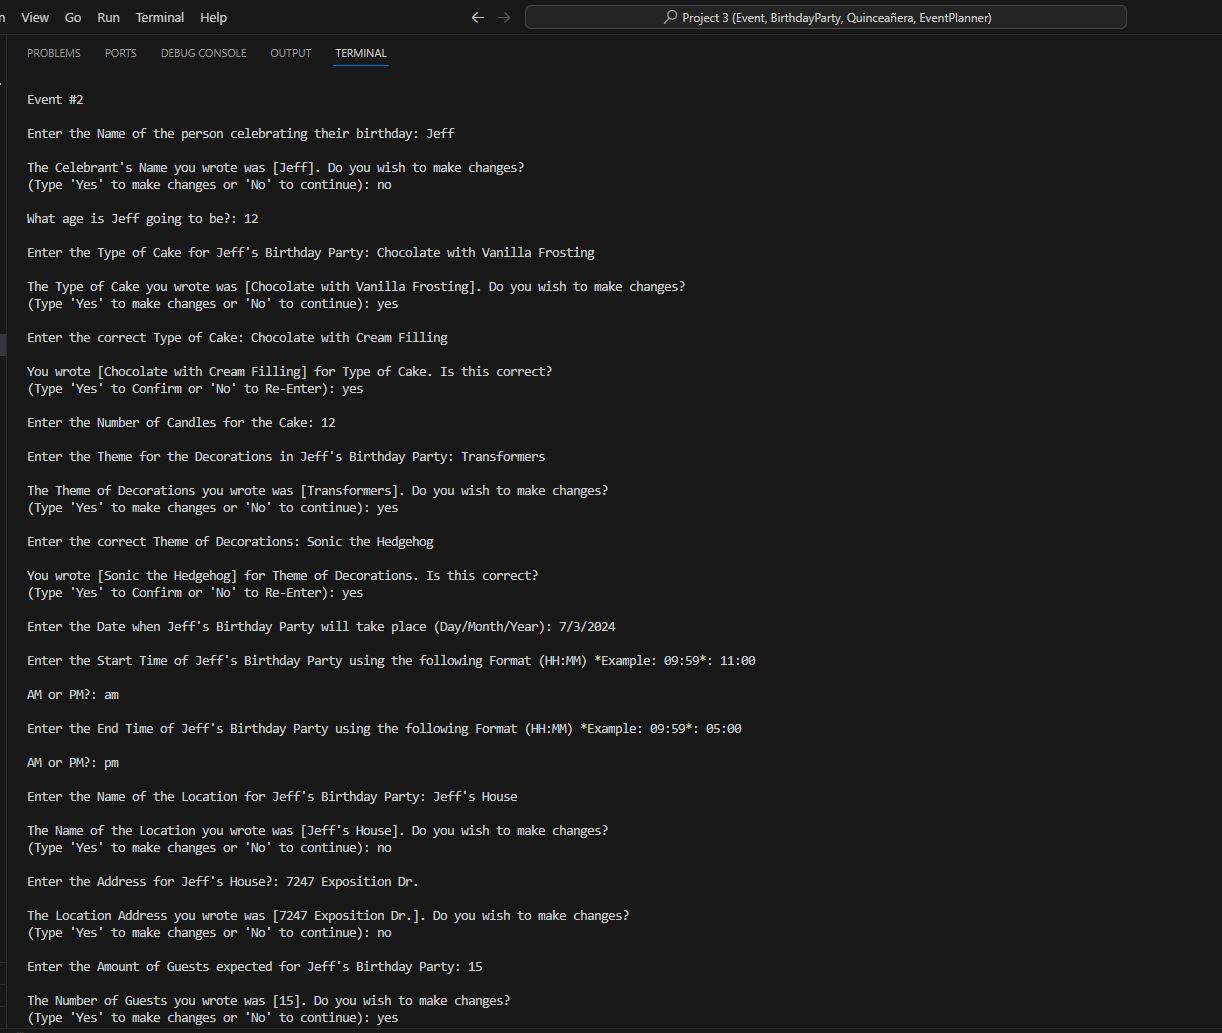 View Go Run Terminal Help
Project 3 (Event, BirthdayParty, Quinceañera, EventPlanner)
PROBLEMS PORTS DEBUG CONSOLE OUTPUT TERMINAL
Event #2
Enter the Name of the person celebrating their birthday: Jeff
The Celebrant's Name you wrote was [Jeff]. Do you wish to make changes?
(Type 'Yes' to make changes or 'No' to continue): no
What age is Jeff going to be?: 12
Enter the Type of Cake for Jeff's Birthday Party: Chocolate with Vanilla Frosting
The Type of Cake you wrote was [Chocolate with Vanilla Frosting]. Do you wish to make changes?
(Type 'Yes' to make changes or 'No' to continue): yes
Enter the correct Type of Cake: Chocolate with Cream Filling
You wrote [Chocolate with Cream Filling] for Type of Cake. Is this correct?
(Type 'Yes' to Confirm or 'No' to Re-Enter): yes
Enter the Number of Candles for the Cake: 12
Enter the Theme for the Decorations in Jeff's Birthday Party: Transformers
The Theme of Decorations you wrote was [Transformers]. Do you wish to make changes?
(Type 'Yes' to make changes or 'No' to continue): yes
Enter the correct Theme of Decorations: Sonic the Hedgehog
You wrote [Sonic the Hedgehog] for Theme of Decorations. Is this correct?
(Type 'Yes' to Confirm or 'No' to Re-Enter): yes
Enter the Date when Jeff's Birthday Party will take place (Day/Month/Year): 7/3/2024
Enter the Start Time of Jeff's Birthday Party using the following Format (HH:MM) *Example: 09:59*: 11:00
AM or PM?: am
Enter the End Time of Jeff's Birthday Party using the following Format (HH:MM) *Example: 09:59*: 05:00
AM or PM?: pm
Enter the Name of the Location for Jeff's Birthday Party: Jeff's House
The Name of the Location you wrote was [Jeff's House]. Do you wish to make changes?
(Type 'Yes' to make changes or 'No' to continue): no
Enter the Address for Jeff's House?: 7247 Exposition Dr.
The Location Address you wrote was [7247 Exposition Dr.]. Do you wish to make changes?
(Type 'Yes' to make changes or 'No' to continue): no
Enter the Amount of Guests expected for Jeff's Birthday Party: 15
The Number of Guests you wrote was [15]. Do you wish to make changes?
(Type 'Yes' to make changes or 'No' to continue): yes